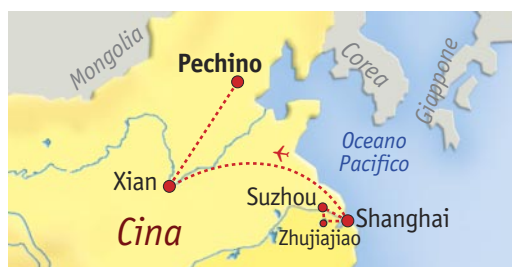 Mongolia
Pechino
Corea
Giappone
Oceano
Pacifico
Xian
Suzhou
Shanghai
Zhujiajiao
Cina